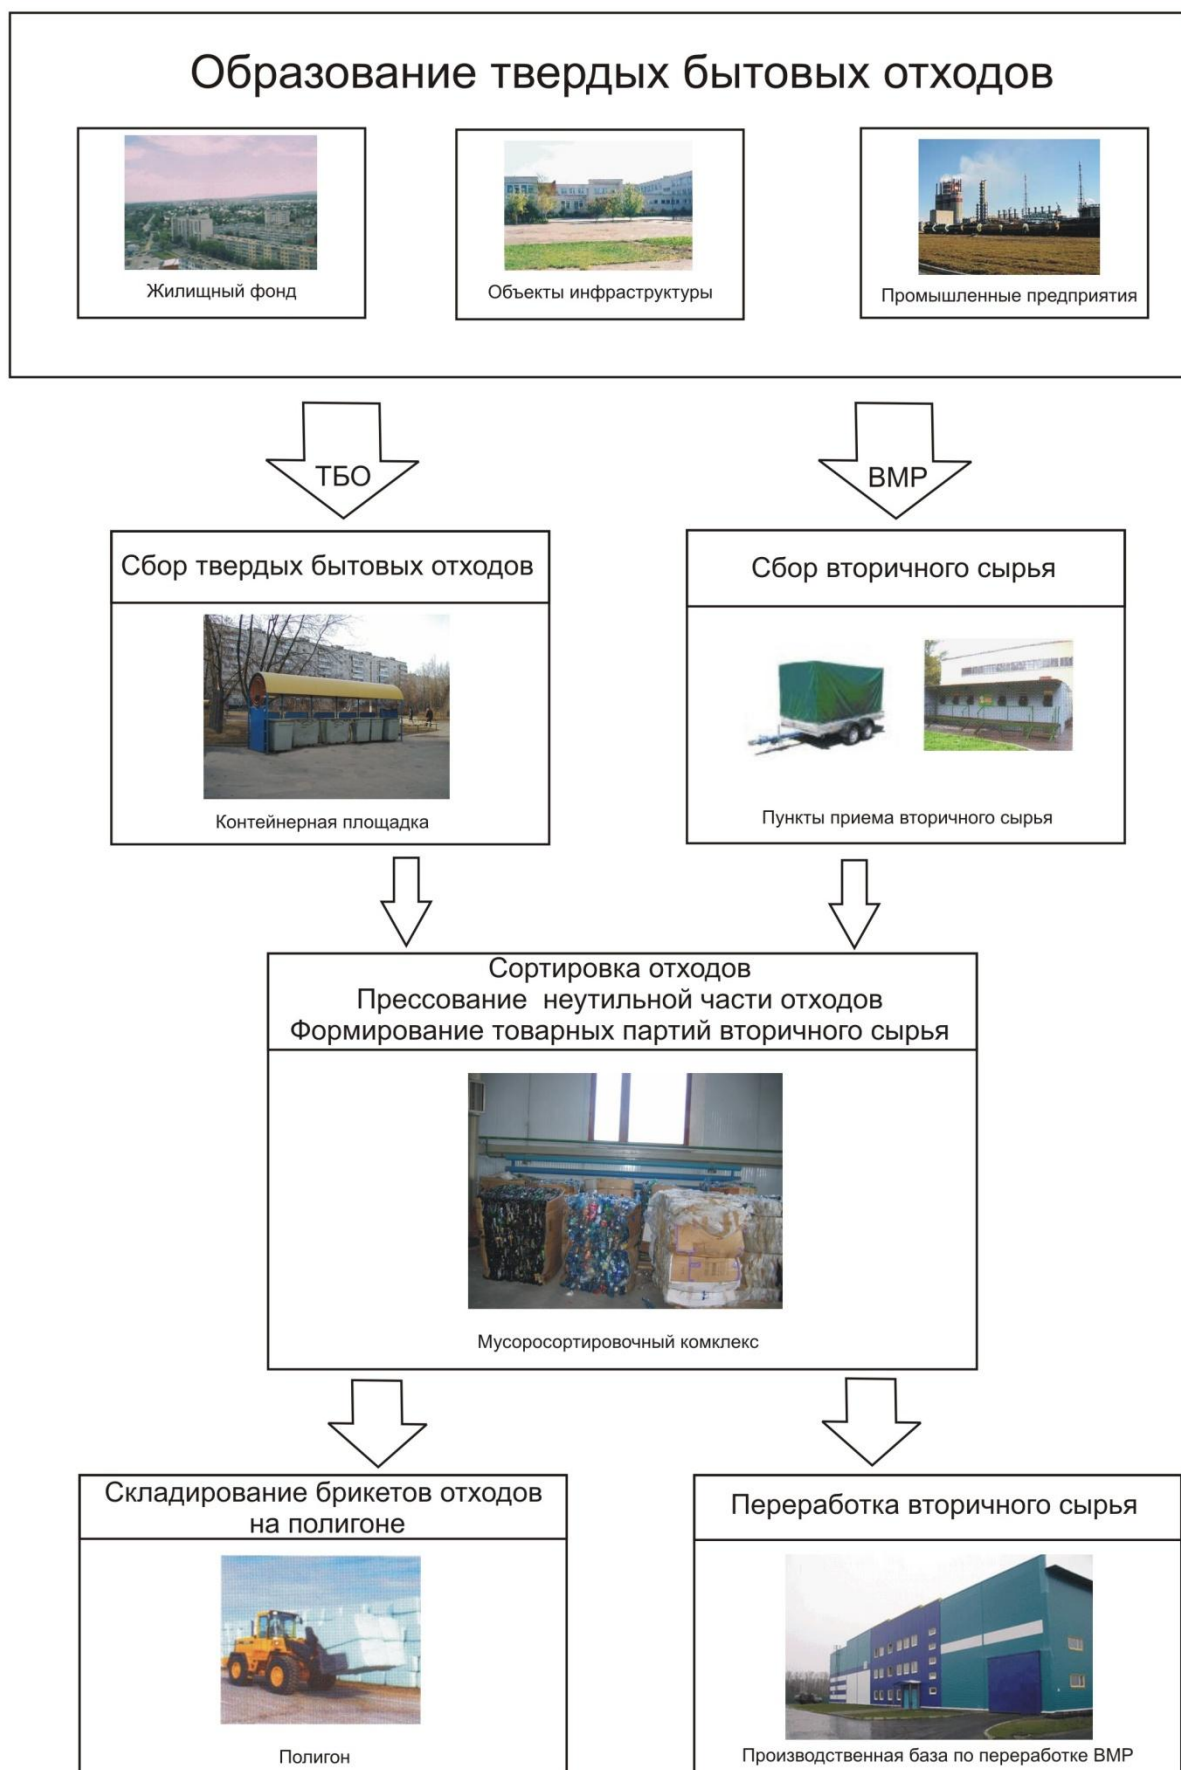 Образование твердых бытовых отходов
Жилищный фонд
Объекты инфраструктуры
Промышленные предприятия
ТБО
ВМР
Сбор твердых бытовых отходов
Сбор вторичного сырья
Контейнерная площадка
Пункты приема вторичного сырья
Сортировка отходов
Прессование неутильной части отходов
Формирование товарных партий вторичного сырья
Мусоросортировочный комклекс
Складирование брикетов отходов
на полигоне
Переработка вторичного сырья
Полигон
Производственная база по переработке ВМР